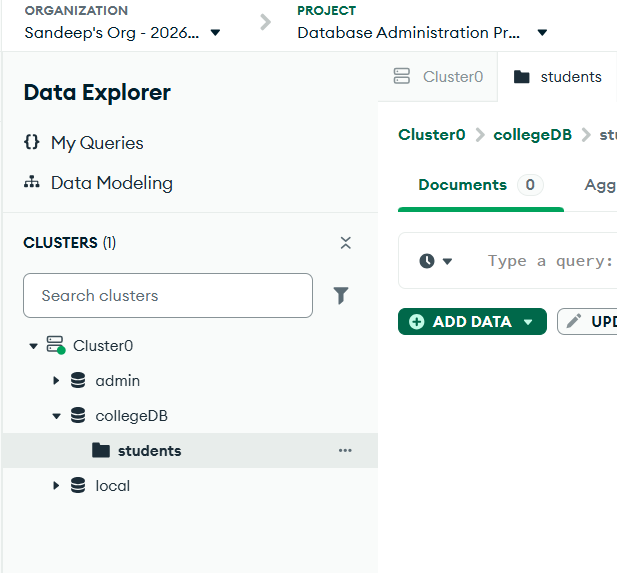 ORGANIZATION
Sandeep's Org - 2026...
PROJECT
Database Administration Pr...
Data Explorer
My Queries
Data Modeling
CLUSTERS (1)
Search clusters
Cluster0
admin
collegeDB
students
local
Cluster0
students
Cluster0 > collegeDB > stu
Documents 0 Agg
Type a query:
ADD DATA UPD